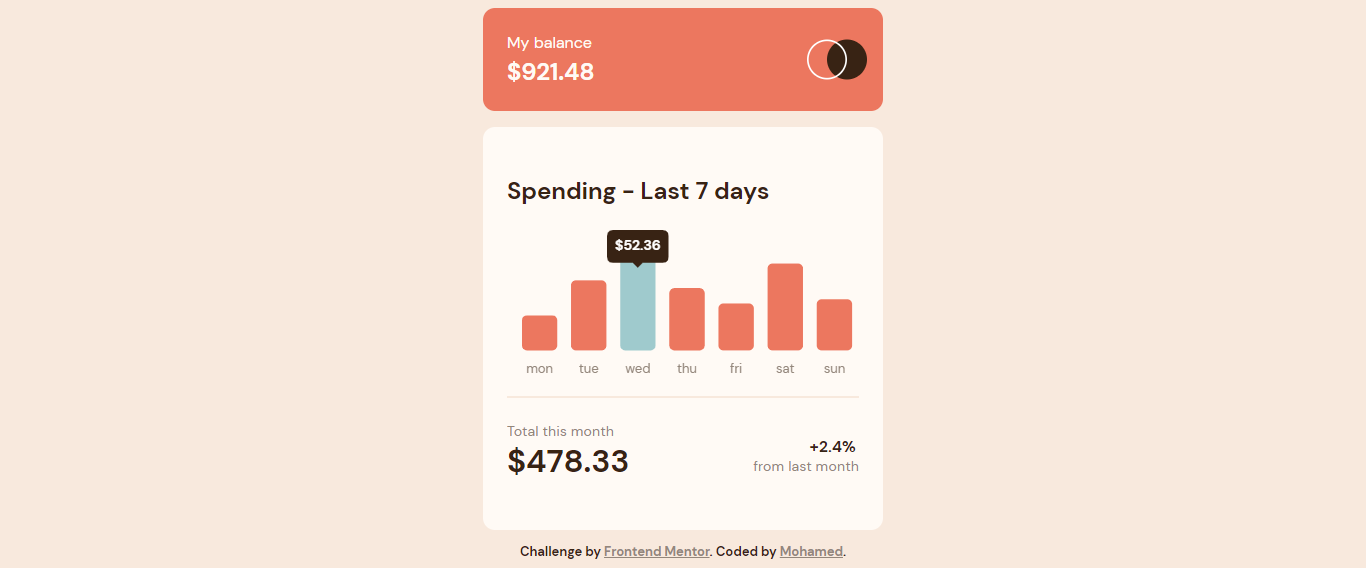 My balance
$921.48
Spending - Last 7 days
$52.36
mon tue wed thu fri sat sun
Total this month
$478.33
+2.4%
from last month
Challenge by Frontend Mentor. Coded by Mohamed.